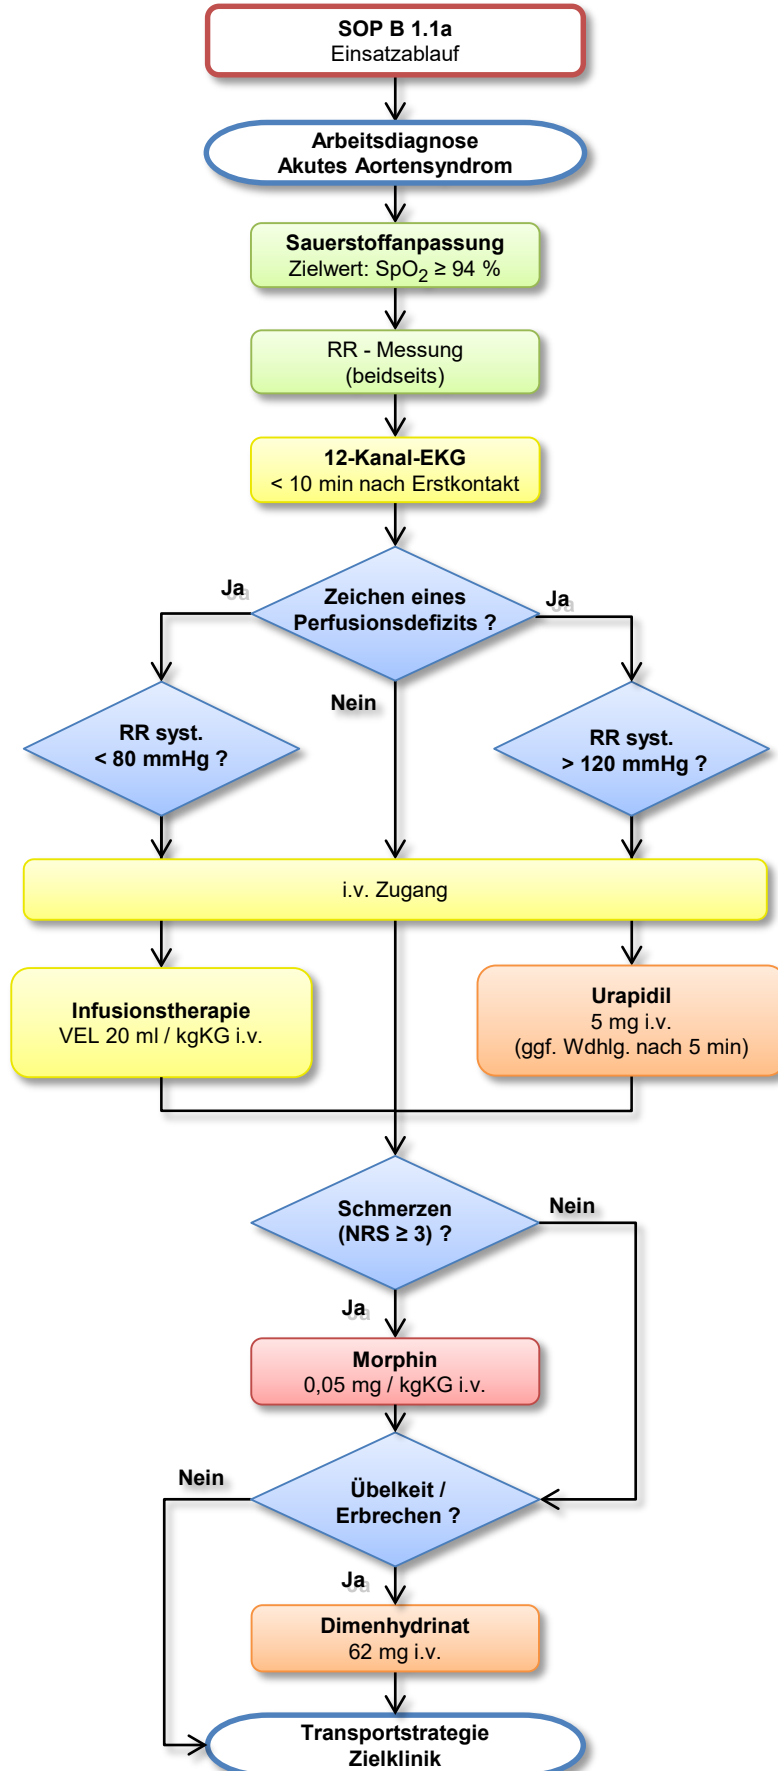 SOP B 1.1a
Einsatzablauf
Arbeitsdiagnose
Akutes Aortensyndrom
Sauerstoffanpassung
Zielwert: SpO2 ≥ 94 %
RR - Messung
(beidseits)
12-Kanal-EKG
< 10 min nach Erstkontakt
Ja
Zeichen eines
Perfusionsdefizits ?
Ja
Nein
RR syst.
< 80 mmHg ?
RR syst.
> 120 mmHg ?
i.v. Zugang
Infusionstherapie
VEL 20 ml / kgKG i.v.
Urapidil
5 mg i.v.
(ggf. Wdhlg. nach 5 min)
Schmerzen
(NRS ≥ 3) ?
Nein
Ja
Morphin
0,05 mg / kgKG i.v.
Nein
Übelkeit /
Erbrechen ?
Ja
Dimenhydrinat
62 mg i.v.
Transportstrategie
Zielklinik